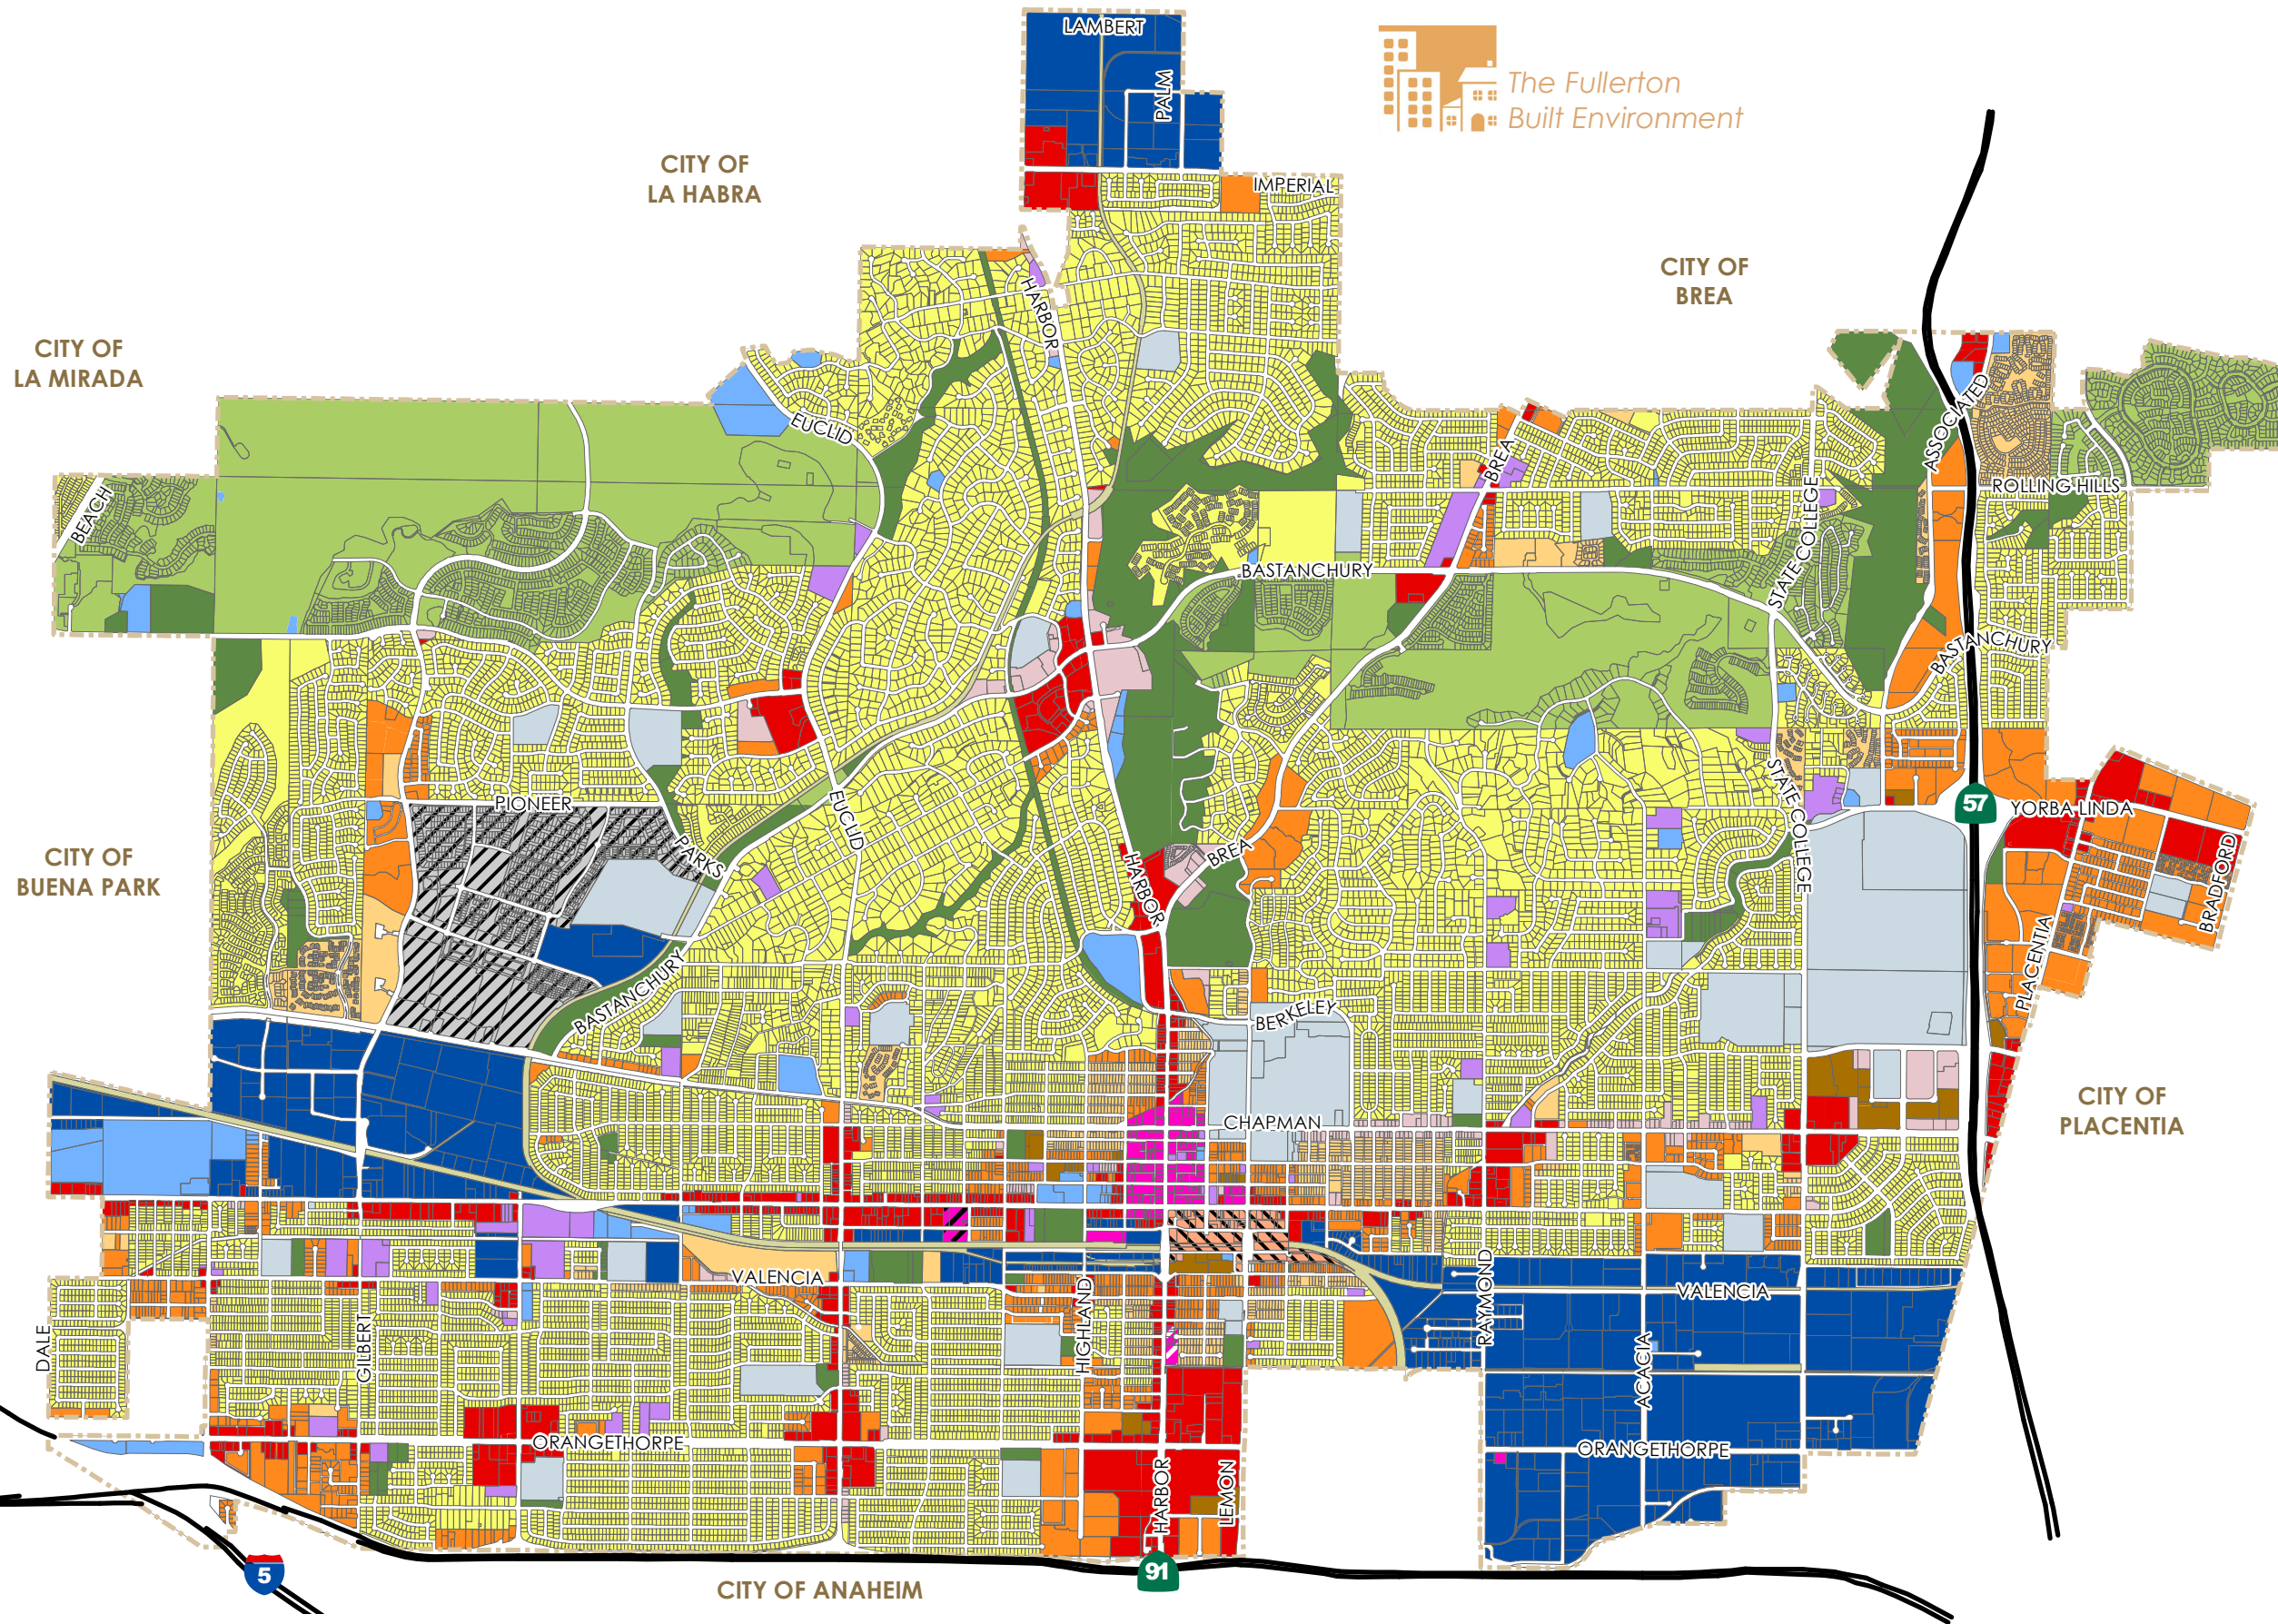 LAMBERT
PALM
The Fullerton
Built Environment
CITY OF
LA HABRA
IMPERIAL
CITY OF
BREA
HARBOR
CITY OF
LA MIRADA
EUCLID
ASSOCIATED
BREA
BEACH
ROLLING HILLS
STATE COLLEGE
BASTANCHURY
BASTANCHURY
PIONEER
EUCLID
STATE COLLEGE
57
YORBA LINDA
CITY OF
BUENA PARK
PARKS
HARBOR
BREA
BRADFORD
PLACENTIA
BASTANCHURY
BERKELEY
CITY OF
PLACENTIA
CHAPMAN
VALENCIA
HIGHLAND
RAYMOND
VALENCIA
DALE
GILBERT
ACACIA
ORANGETHORPE
ORANGETHORPE
HARBOR
LEMON
5
91
CITY OF ANAHEIM